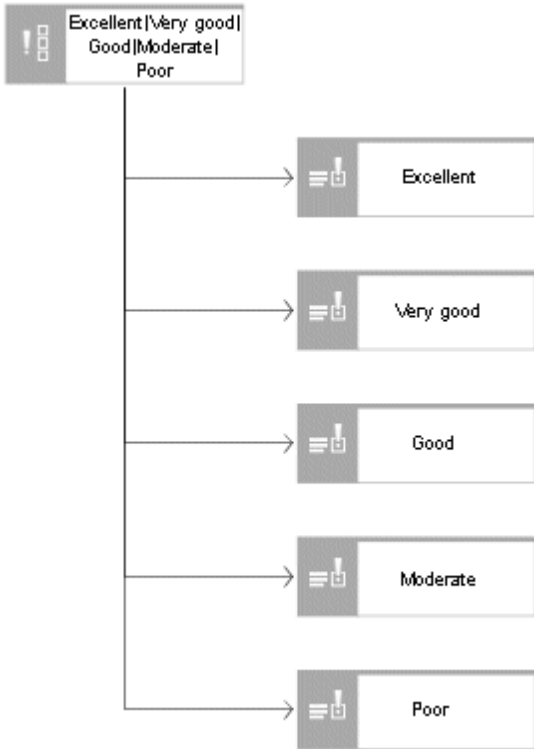 Excellent|Very good|
Good|Moderate|
Poor
Excellent
Very good
Good
Moderate
Poor